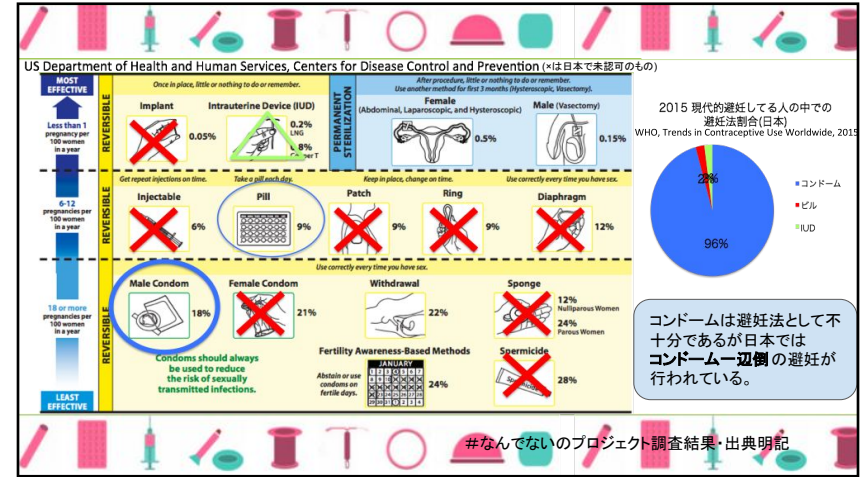 US Department of Health and Human Services, Centers for Disease Control and Prevention (×は日本で未認可のもの)
MOST
EFFECTIVE
Less than 1
pregnancy per
100 women
in a year
REVERSIBLE
Once in place, little or nothing to do or remember.
Implant
0.05%
Intrauterine Device (IUD)
0.2%
LNG
PERMANENT
STERILIZATION
After procedure, little or nothing to do or remember.
Use another method for first 3 months (Hysteroscopic, Vasectomy).
Female
(Abdominal, Laparoscopic, and Hysteroscopic)
0.5%
Male (Vasectomy)
0.15%
6-12
pregnancies per
100 women
in a year
REVERSIBLE
Get repeat injections on time.
Take a pill each day.
Keep in place, change on time.
Use correctly every time you have sex.
Injectable
6%
Pill
9%
Patch
9%
Ring
9%
Diaphragm
12%
18 or more
pregnancies per
100 women
in a year
REVERSIBLE
Use correctly every time you have sex.
Male Condom
18%
Female Condom
21%
Withdrawal
22%
Sponge
12%
Nulliparous Women
24%
Parous Women
Condoms should always
be used to reduce
the risk of sexually
transmitted infections.
Fertility Awareness-Based Methods
Abstain or use
condoms on
fertile days.
JANUARY
24%
Spermicide
28%
LEAST
EFFECTIVE
2015 現代的避妊してる人の中での
避妊法割合(日本)
WHO, Trends in Contraceptive Use Worldwide, 2015
96%
コンドーム
ピル
IUD
コンドームは避妊法として不
十分であるが日本では
コンドーム一辺倒の避妊が
行われている。
#なんでないのプロジェクト調査結果・出典明記